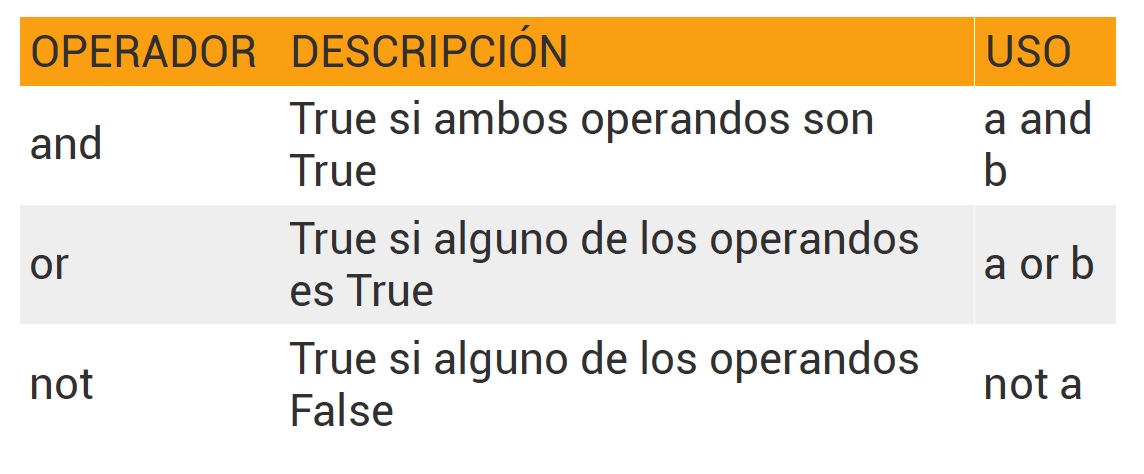 OPERADOR DESCRIPCIÓN USO
and
True si ambos operandos son
True
a and
b
or
True si alguno de los operandos
es True
a or b
not
True si alguno de los operandos
False
not a